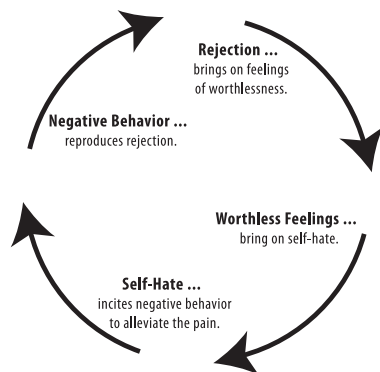 Rejection ...
brings on feelings
of worthlessness.
Worthless Feelings ...
bring on self-hate.
Self-Hate ...
incites negative behavior
to alleviate the pain.
Negative Behavior ...
reproduces rejection.